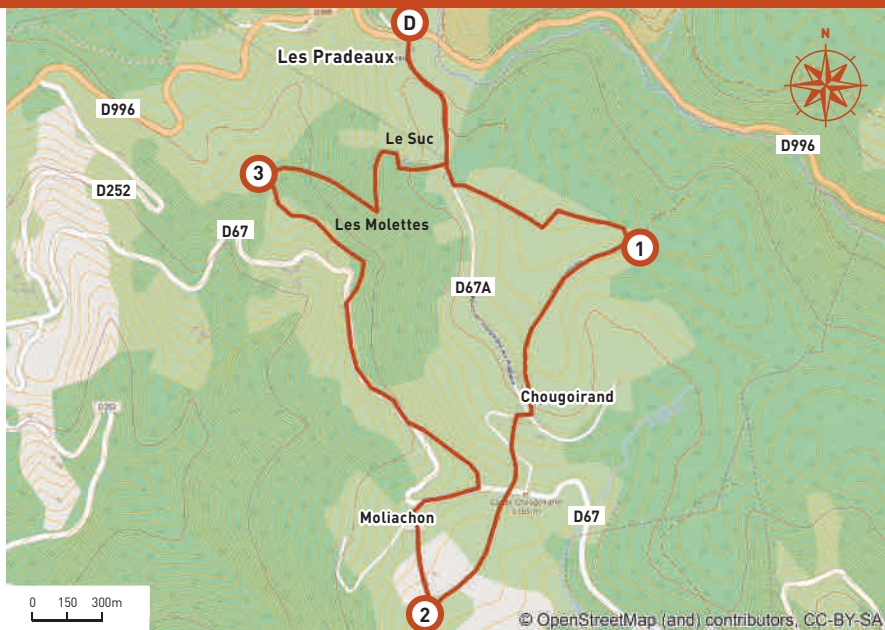 D
N
Les Pradeaux
D996
Le Suc
D996
3
D252
Les Molettes
D67
1
D67A
Chougoirand
Moliachon
D67
2
0 150 300m
© OpenStreetMap (and) contributors, CC-BY-SA